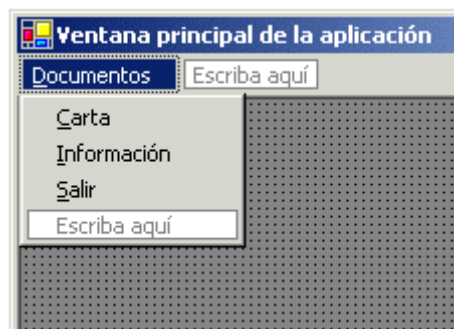 Ventana principal de la aplicación
Documentos Escriba aquí
Carta
Información
Salir
Escriba aquí